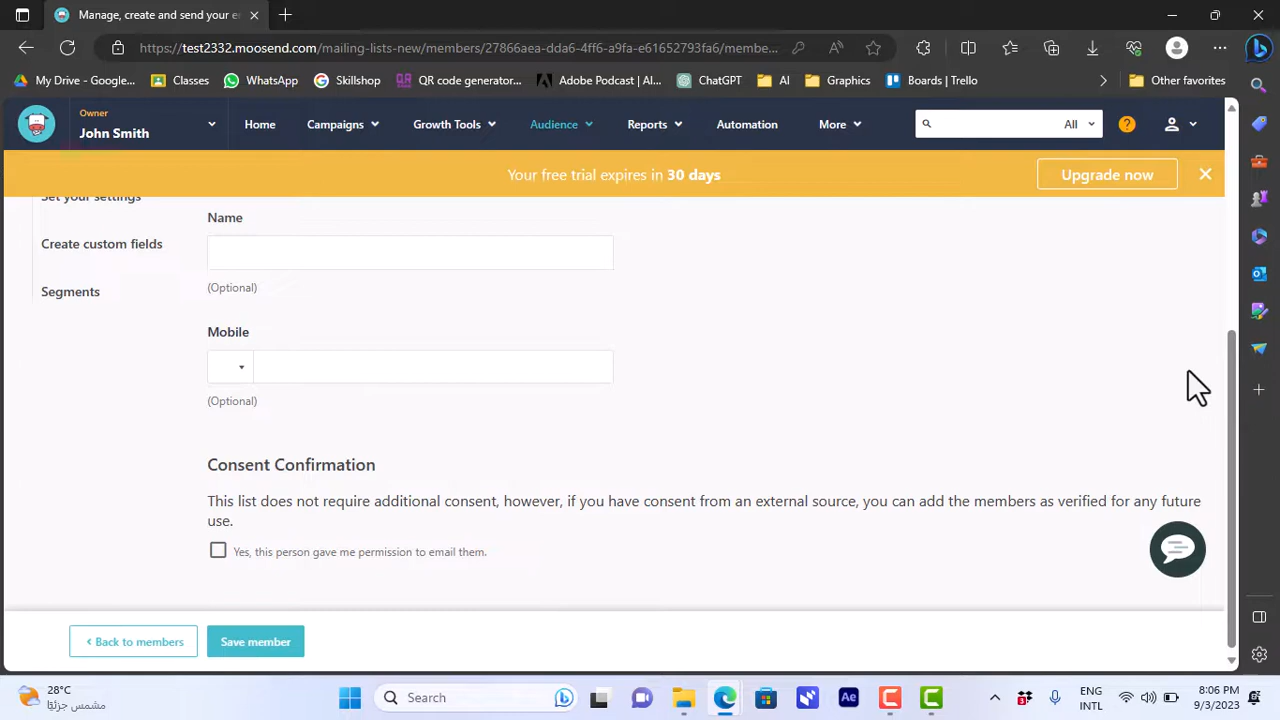 Manage, create and send your e
https://test2332.moosend.com/mailing-lists-new/members/27866aea-dda6-4ff6-a9fa-e61652793fa6/membe...
My Drive - Google... Classes WhatsApp Skillshop QR code generator... Adobe Podcast | AI... ChatGPT AI Graphics Boards | Trello Other favorites
Owner
John Smith
Home Campaigns Growth Tools Audience Reports Automation More All ?
Your free trial expires in 30 days Upgrade now
Set your settings
Create custom fields
Segments
Name
(Optional)
Mobile
(Optional)
Consent Confirmation
This list does not require additional consent, however, if you have consent from an external source, you can add the members as verified for any future
use.
Yes, this person gave me permission to email them.
Back to members Save member
28°C
مشمس جزئيًا
Search
Ae
3
ENG
INTL
8:06 PM
9/3/2023